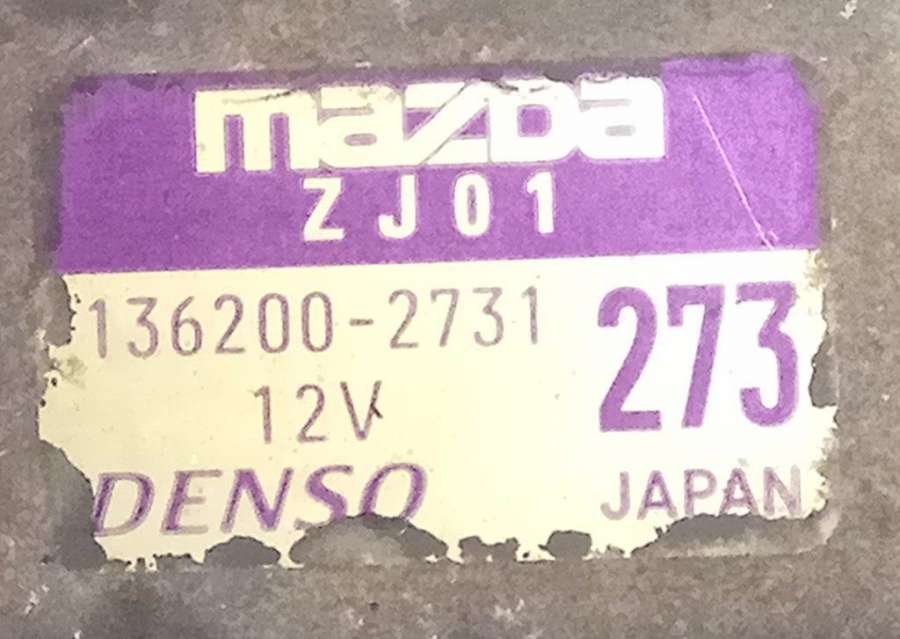 mazda
ZJ01
136200-2731
273
12V
DENSO
JAPAN